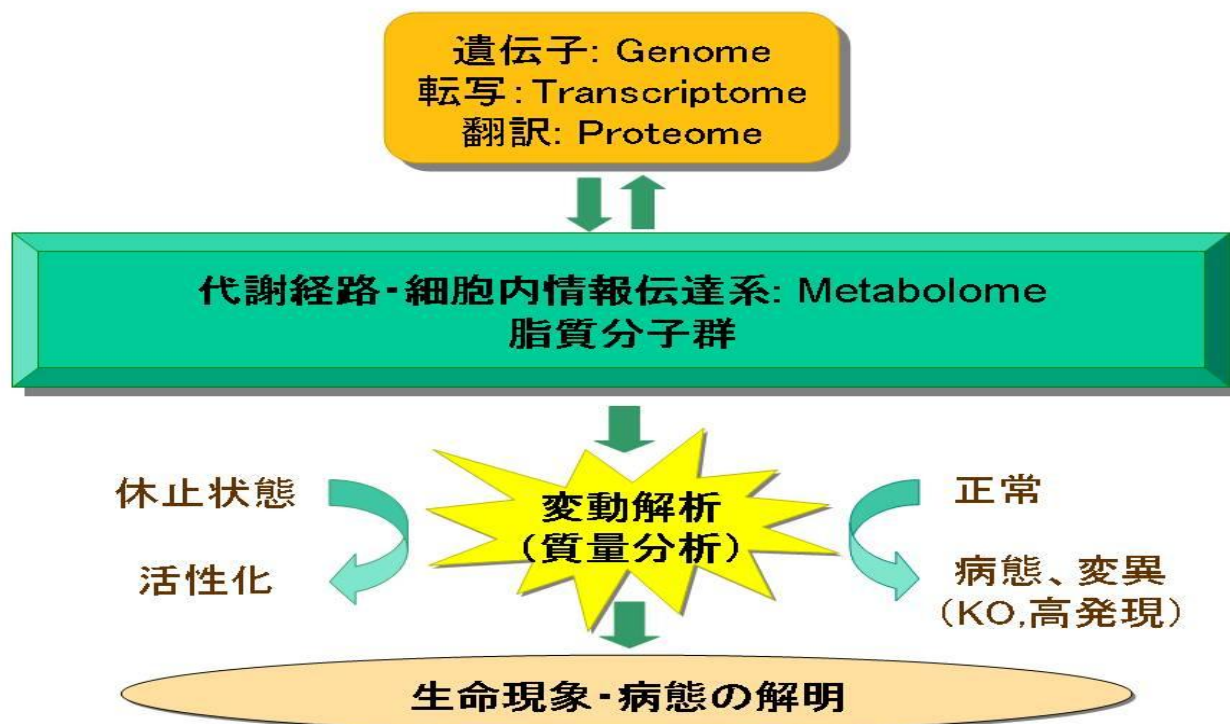 遺伝子: Genome
転写：Transcriptome
翻訳: Proteome
代謝経路・細胞内情報伝達系: Metabolome
脂質分子群
休止状態
活性化
変動解析
（質量分析）
正常
病態、変異
（KO,高発現）
生命現象・病態の解明